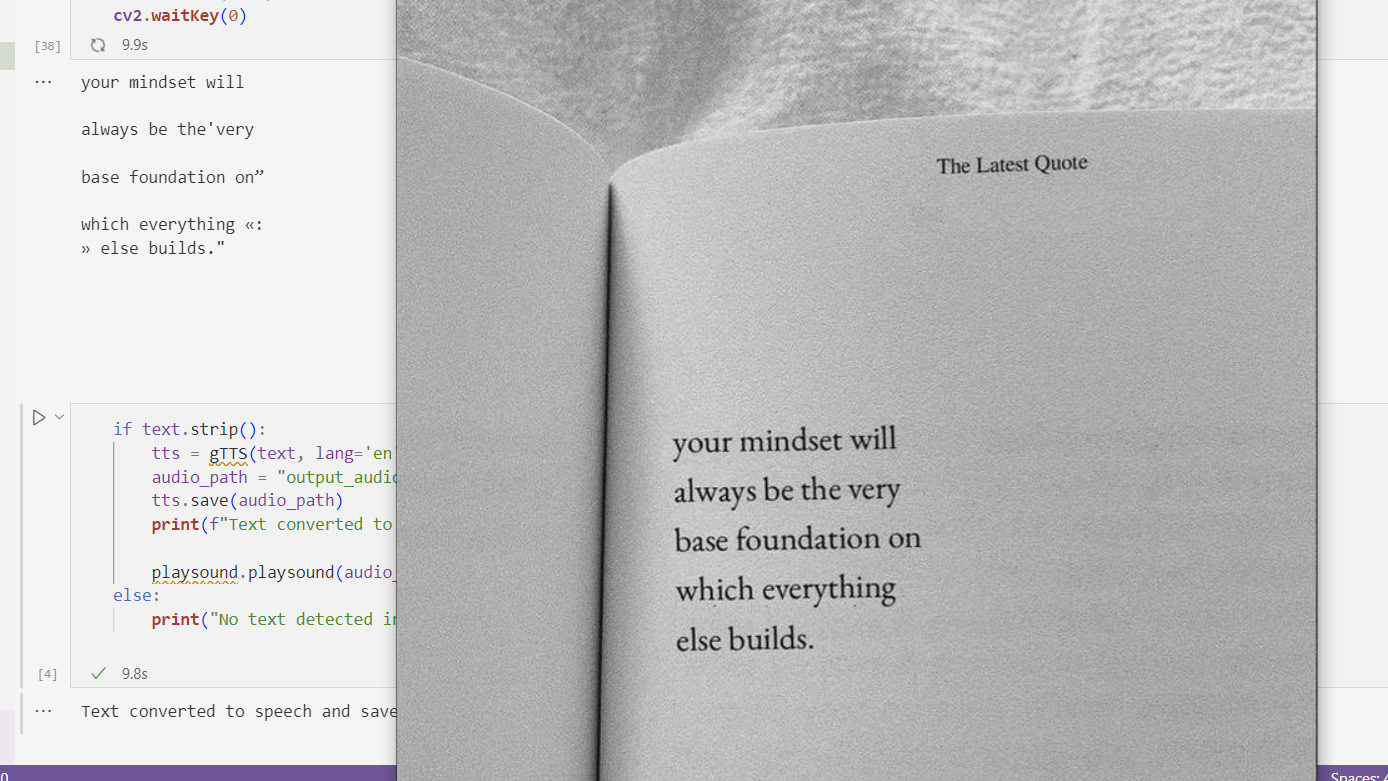 cv2.waitKey(0)
[38]
9.9s
...
your mindset will
always be the'very
base foundation on”
which everything «:
» else builds."
if text.strip():
tts = gTTS(text, lang='en'
audio_path = "output_audio
tts.save(audio_path)
print(f"Text converted to
playsound.playsound(audio_
else:
print("No text detected in
[4]
9.8s
...
Text converted to speech and save
The Latest Quote
your mindset will
always be the very
base foundation on
which everything
else builds.
0
Spaces: